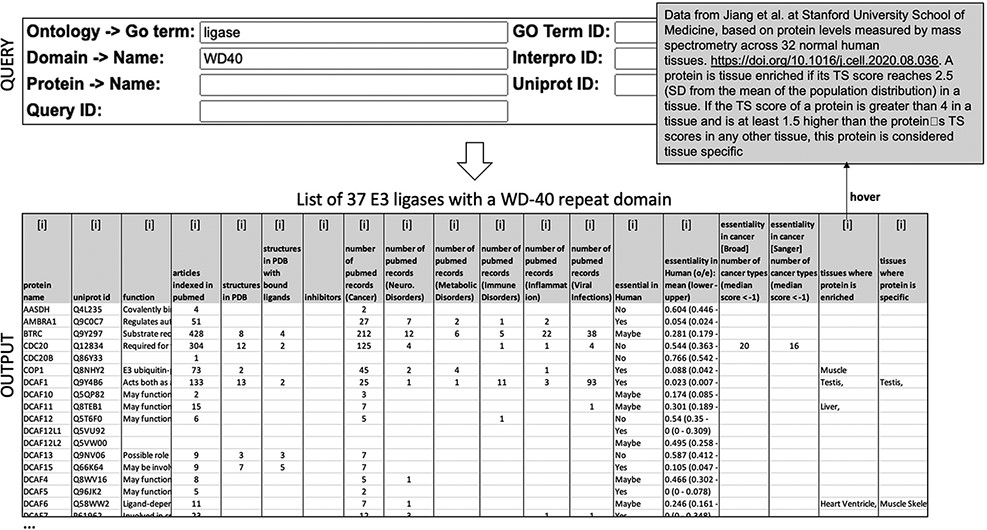 QUERY
Ontology -> Go term: ligase GO Term ID:
Domain -> Name: WD40 Interpro ID:
Protein -> Name: Uniprot ID:
Query ID:
Data from Jiang et al. at Stanford University School of
Medicine, based on protein levels measured by mass
spectrometry across 32 normal human
tissues. https://doi.org/10.1016/j.cell.2020.08.036. A
protein is tissue enriched if its TS score reaches 2.5
(SD from the mean of the population distribution) in a
tissue. If the TS score of a protein is greater than 4 in a
tissue and is at least 1.5 higher than the protein□s TS
scores in any other tissue, this protein is considered
tissue specific
hover
List of 37 E3 ligases with a WD-40 repeat domain
OUTPUT
[i] [i] [i] [i] [i] [i] [i] [i] [i] [i] [i] [i] [i] [i] [i] [i] [i] [i] [i]
protein name
uniprot id
function
articles indexed in pubmed
structures in PDB
structures in PDB with bound ligands
inhibitors
number of pubmed records (Cancer)
number of pubmed records (Neuro. Disorders)
number of pubmed records (Metabolic Disorders)
number of pubmed records (Immune Disorders)
number of pubmed records (Inflammation)
number of pubmed records (Viral Infections)
essential in Human
essentiality in Human (o/e): mean (lower - upper)
essentiality in cancer [Broad] number of cancer types (median score < -1)
essentiality in cancer [Sanger] number of cancer types (median score < -1)
tissues where protein is enriched
tissues where protein is specific
AASDH Q4L235 Covalently bi 4 2 No 0.604 (0.446 -
AMBRA1 Q9C0C7 Regulates aut 51 27 7 2 1 2 Yes 0.054 (0.024 -
BTRC Q9Y297 Substrate rec 428 8 4 212 12 6 5 22 38 Maybe 0.281 (0.179 -
CDC20 Q12834 Required for 304 12 2 125 4 1 1 4 No 0.544 (0.363 - 20 16
CDC20B Q86Y33 1 No 0.766 (0.542 -
COP1 Q8NHY2 E3 ubiquitin- 73 2 45 2 4 1 Yes 0.088 (0.042 - Muscle
DCAF1 Q9Y4B6 Acts both as 133 13 2 25 1 1 11 3 93 Yes 0.023 (0.007 - Testis, Testis,
DCAF10 Q5QP82 May function 2 3 Maybe 0.174 (0.085 -
DCAF11 Q8TEB1 May function 15 7 1 Maybe 0.301 (0.189 - Liver,
DCAF12 Q5T6F0 May function 6 5 1 No 0.54 (0.35 -
DCAF12L1 Q5VU92 Yes 0 (0 - 0.309)
DCAF12L2 Q5VW00 Maybe 0.495 (0.258 -
DCAF13 Q9NV06 Possible role 9 3 3 7 No 0.587 (0.412 -
DCAF15 Q66K64 May be invol 9 7 5 7 Yes 0.105 (0.047 -
DCAF4 Q8WV16 May function 8 5 1 Maybe 0.466 (0.302 -
DCAF5 Q96JK2 May function 5 2 Yes 0 (0 - 0.078)
DCAF6 Q58WW2 Ligand-deper 11 7 1 Maybe 0.246 (0.161 - Heart Ventricle, Muscle Skele
DCAF7 P61962 Involved in 23 12 3 1 1 Yes 0 (0 - 0.348)
...